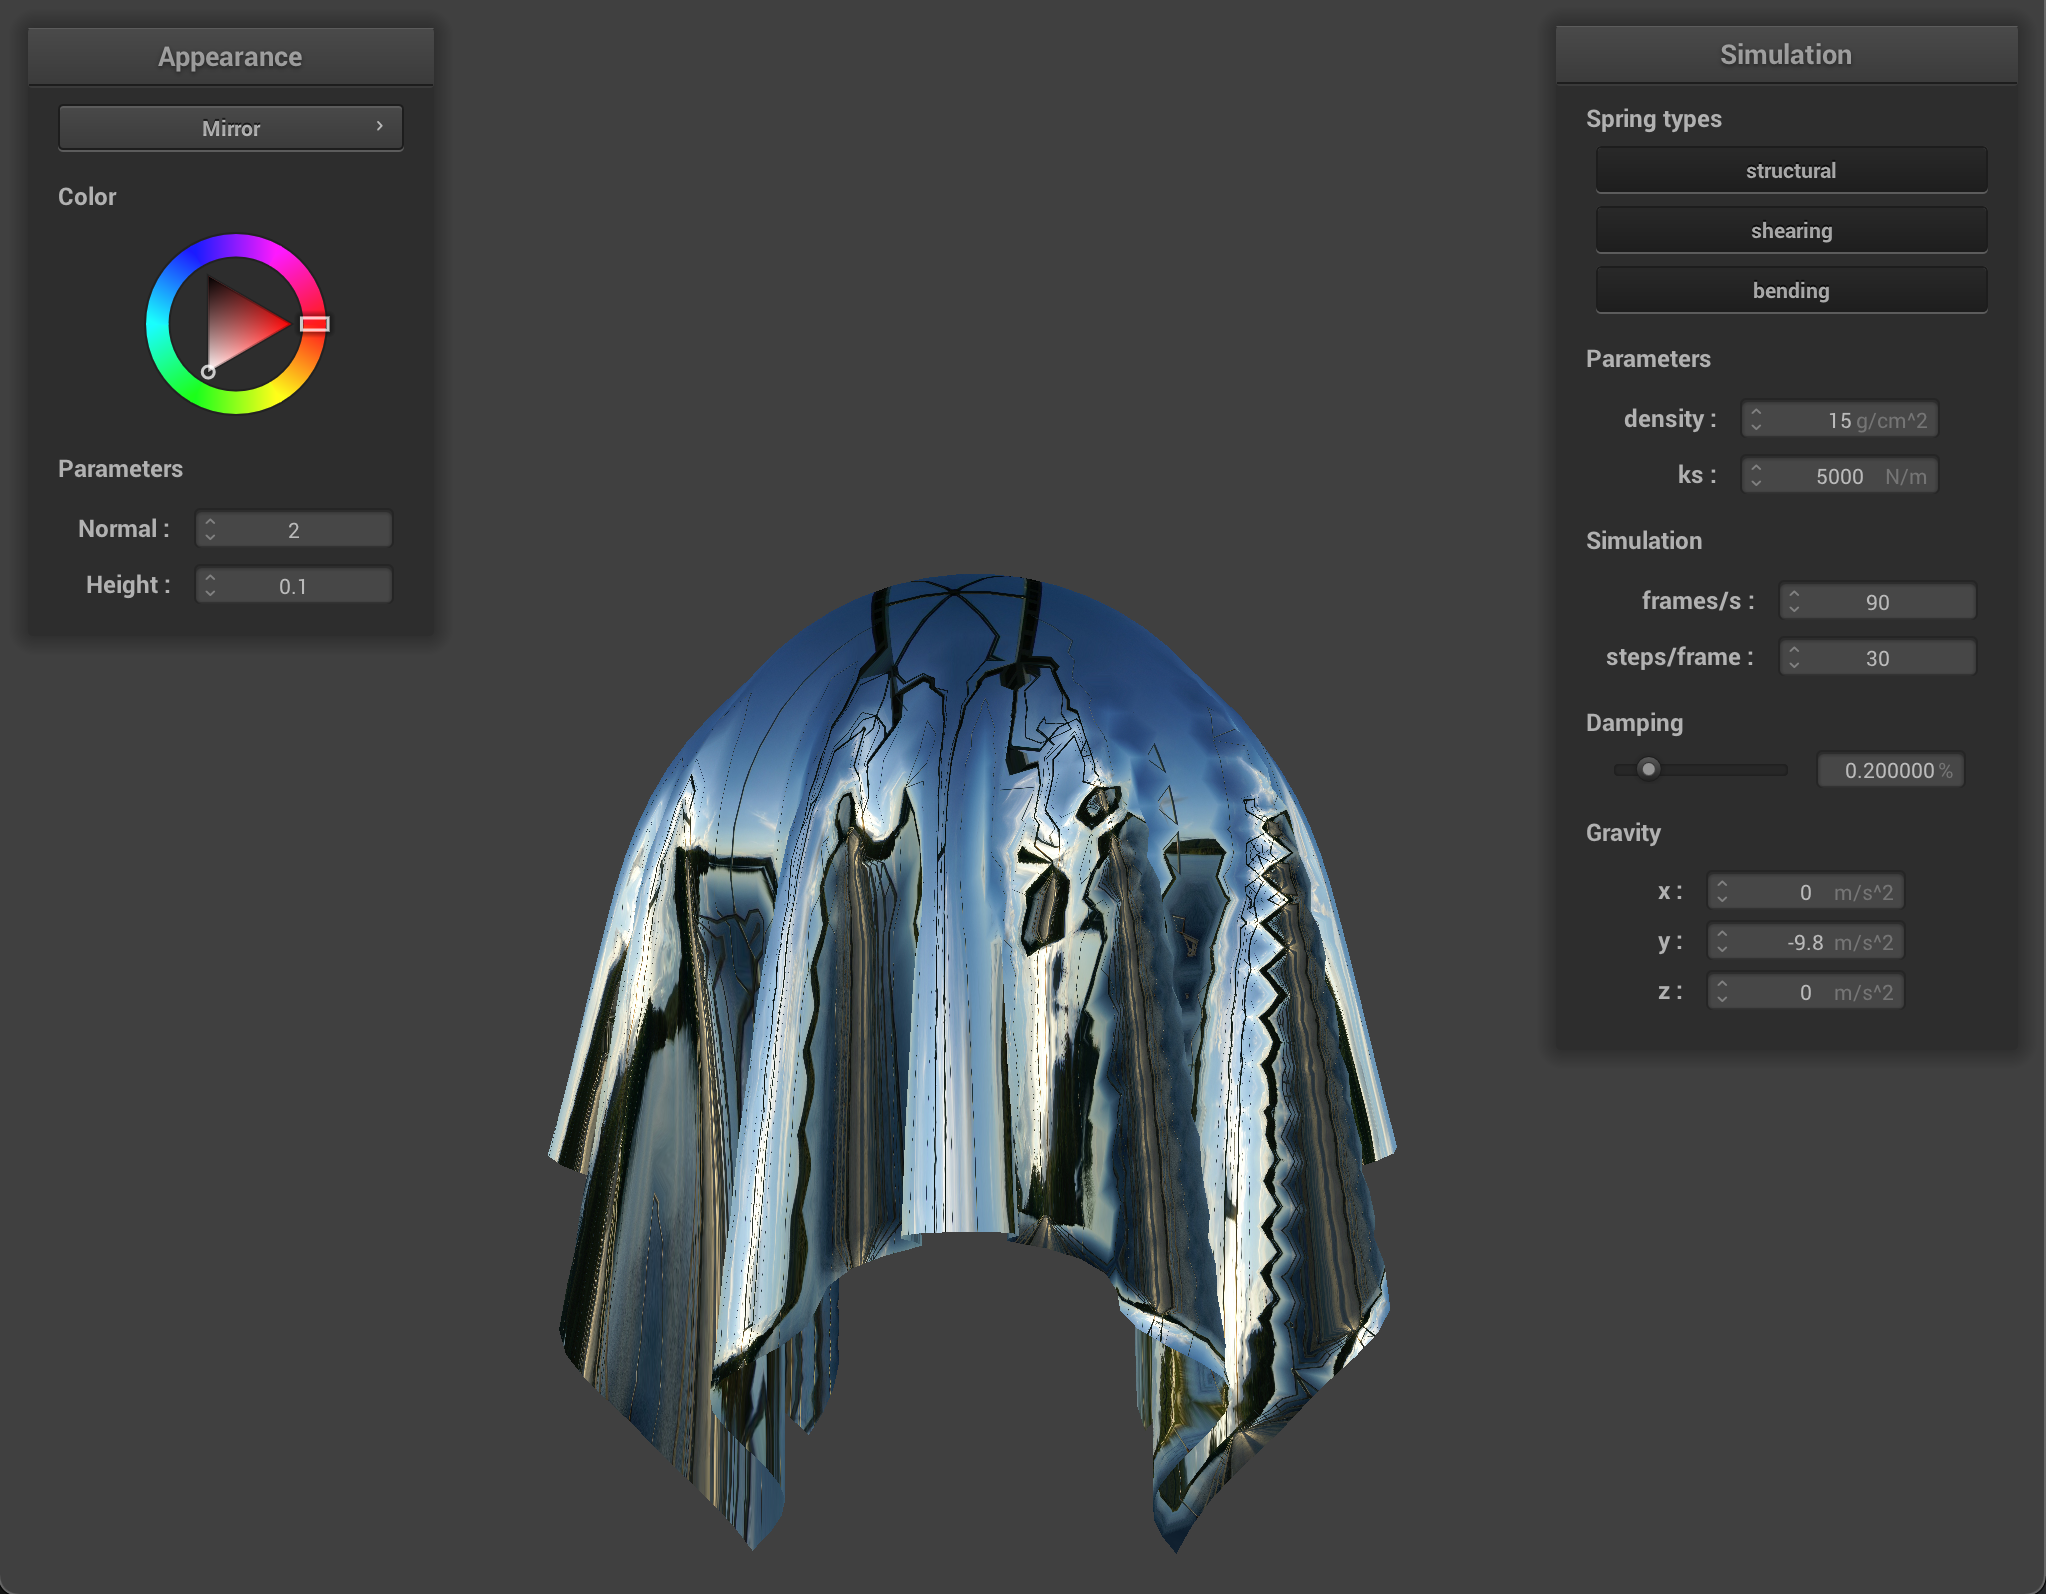 Appearance
Mirror
Color
Parameters
Normal : 2
Height : 0.1
Simulation
Spring types
structural
shearing
bending
Parameters
density : 15 g/cm^2
ks : 5000 N/m
Simulation
frames/s : 90
steps/frame : 30
Damping
0.200000 %
Gravity
x : 0 m/s^2
y : -9.8 m/s^2
z : 0 m/s^2